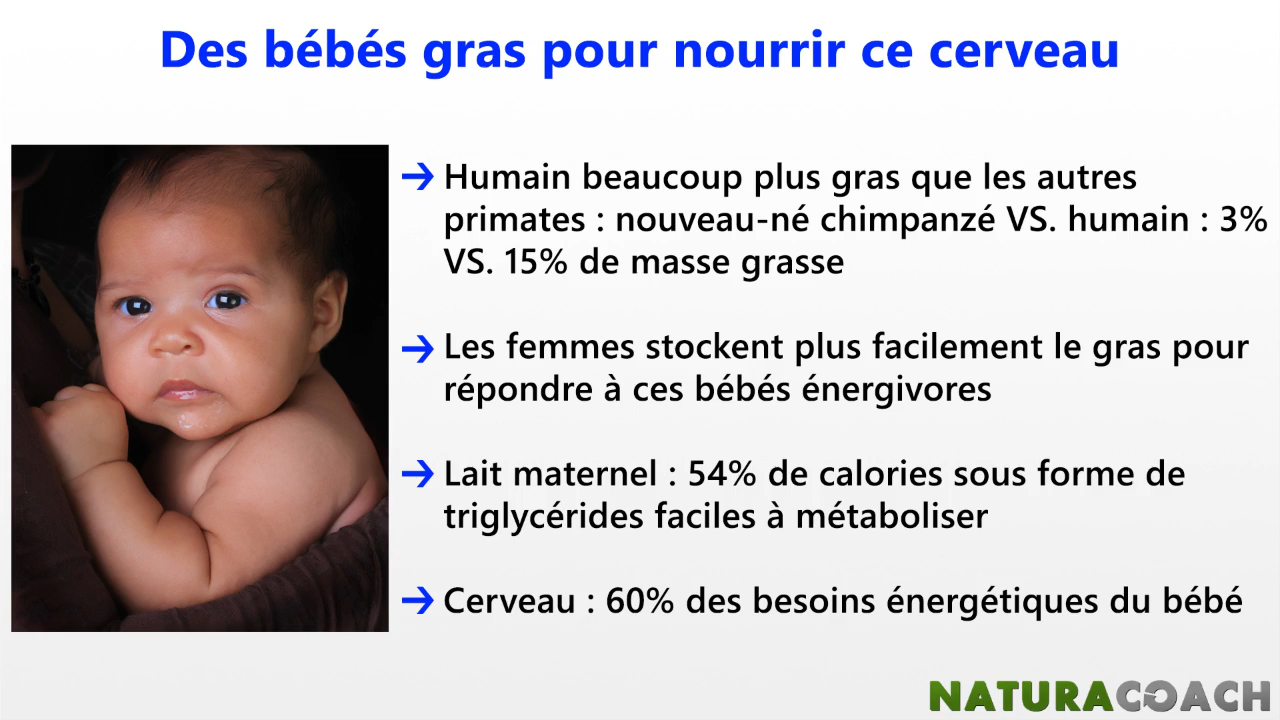 Des bébés gras pour nourrir ce cerveau
Humain beaucoup plus gras que les autres
primates : nouveau-né chimpanzé VS. humain : 3%
VS. 15% de masse grasse
Les femmes stockent plus facilement le gras pour
répondre à ces bébés énergivores
Lait maternel : 54% de calories sous forme de
triglycérides faciles à métaboliser
Cerveau : 60% des besoins énergétiques du bébé
NATURACOACH